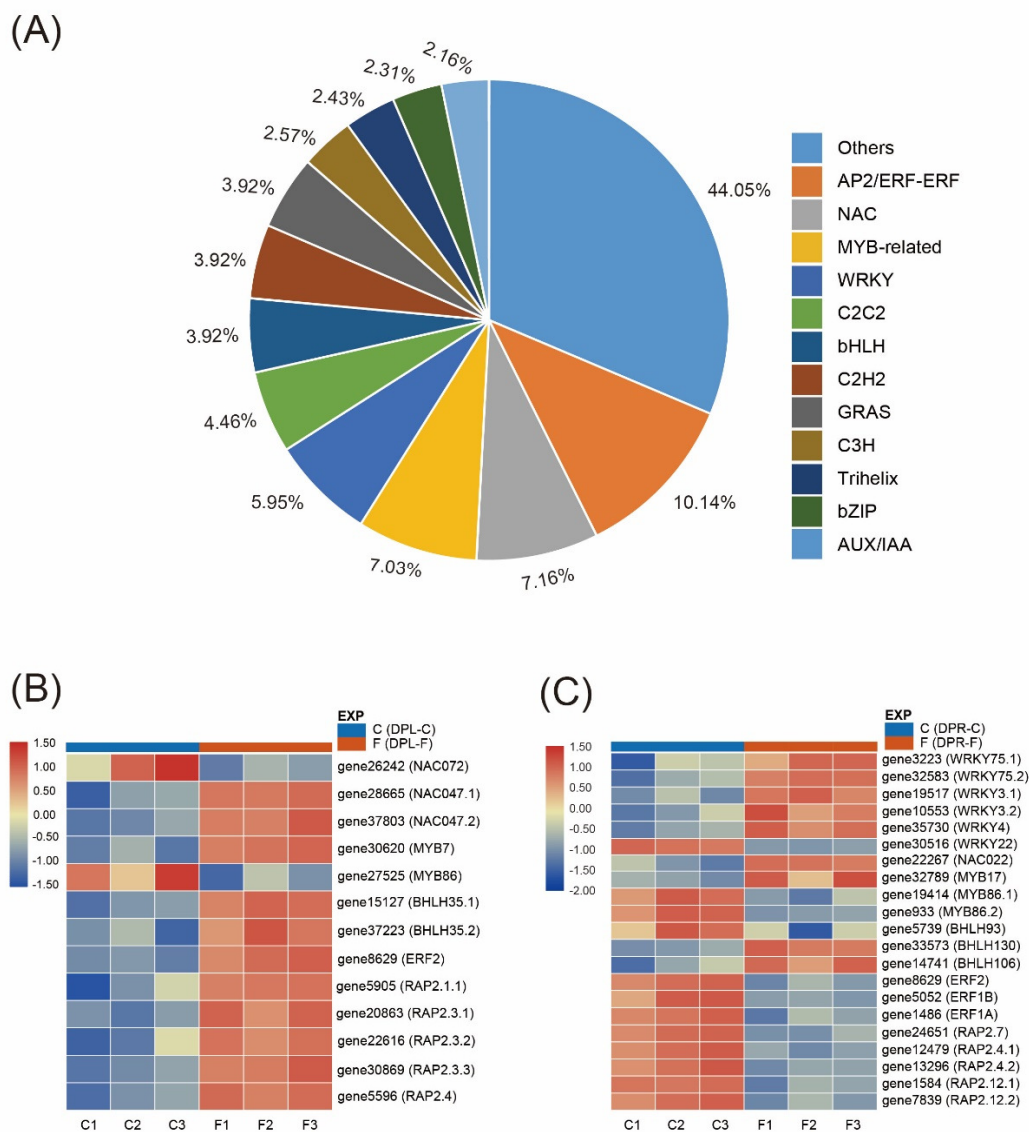 (A)
2.16%
2.31%
2.43%
2.57%
3.92%
3.92%
3.92%
4.46%
5.95%
7.03%
7.16%
10.14%
44.05%
Others
AP2/ERF-ERF
NAC
MYB-related
WRKY
C2C2
bHLH
C2H2
GRAS
C3H
Trihelix
bZIP
AUX/IAA
(B)
EXP
C (DPL-C)
F (DPL-F)
1.50
1.00
0.50
0.00
-0.50
-1.00
-1.50
gene26242 (NAC072)
gene28665 (NAC047.1)
gene37803 (NAC047.2)
gene30620 (MYB7)
gene27525 (MYB86)
gene15127 (BHLH35.1)
gene37223 (BHLH35.2)
gene8629 (ERF2)
gene5905 (RAP2.1.1)
gene20863 (RAP2.3.1)
gene22616 (RAP2.3.2)
gene30869 (RAP2.3.3)
gene5596 (RAP2.4)
C1 C2 C3 F1 F2 F3
(C)
EXP
C (DPR-C)
F (DPR-F)
1.50
1.00
0.50
0.00
-0.50
-1.00
-1.50
-2.00
gene3223 (WRKY75.1)
gene32583 (WRKY75.2)
gene19517 (WRKY3.1)
gene10553 (WRKY3.2)
gene35730 (WRKY4)
gene30516 (WRKY22)
gene22267 (NAC022)
gene32789 (MYB17)
gene19414 (MYB86.1)
gene933 (MYB86.2)
gene5739 (BHLH93)
gene33573 (BHLH130)
gene14741 (BHLH106)
gene8629 (ERF2)
gene5052 (ERF1B)
gene1486 (ERF1A)
gene24651 (RAP2.7)
gene12479 (RAP2.4.1)
gene13296 (RAP2.4.2)
gene1584 (RAP2.12.1)
gene7839 (RAP2.12.2)
C1 C2 C3 F1 F2 F3